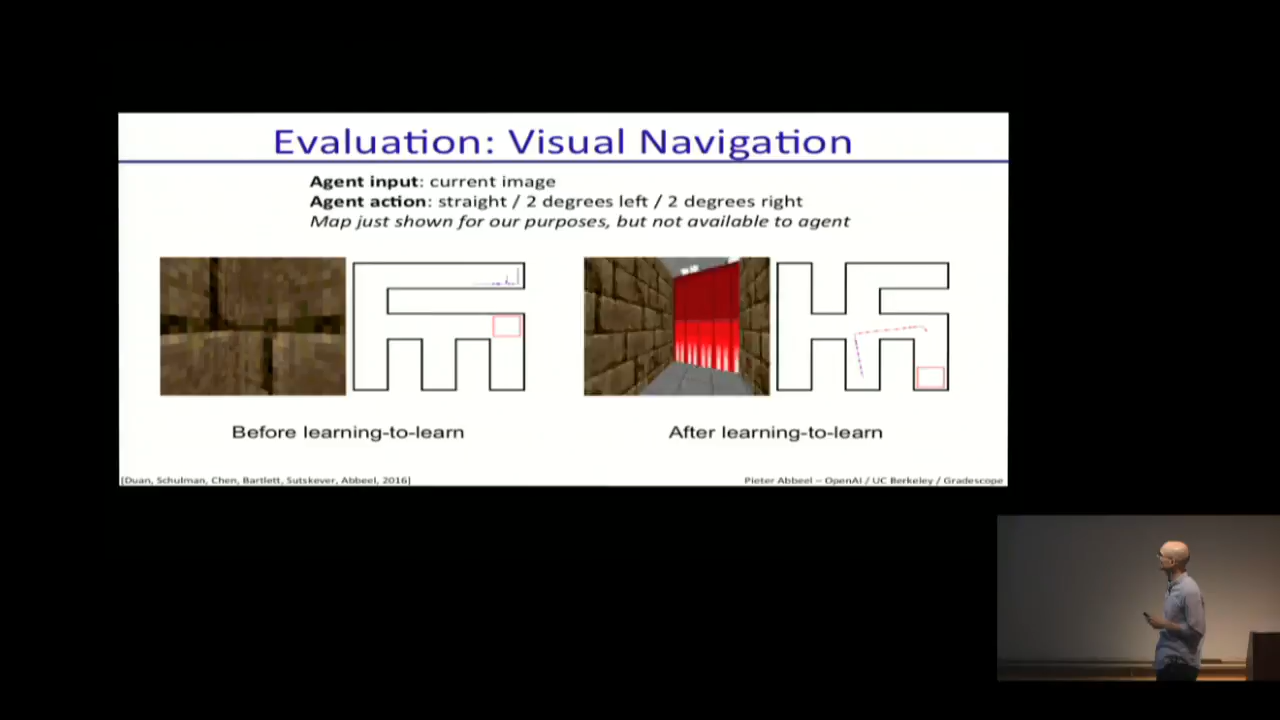 Evaluation: Visual Navigation
Agent input: current image
Agent action: straight / 2 degrees left / 2 degrees right
Map just shown for our purposes, but not available to agent
Before learning-to-learn
After learning-to-learn
[Duan, Schulman, Chen, Bartlett, Sutskever, Abbeel, 2016]
Pieter Abbeel – OpenAI / UC Berkeley / Gradescope